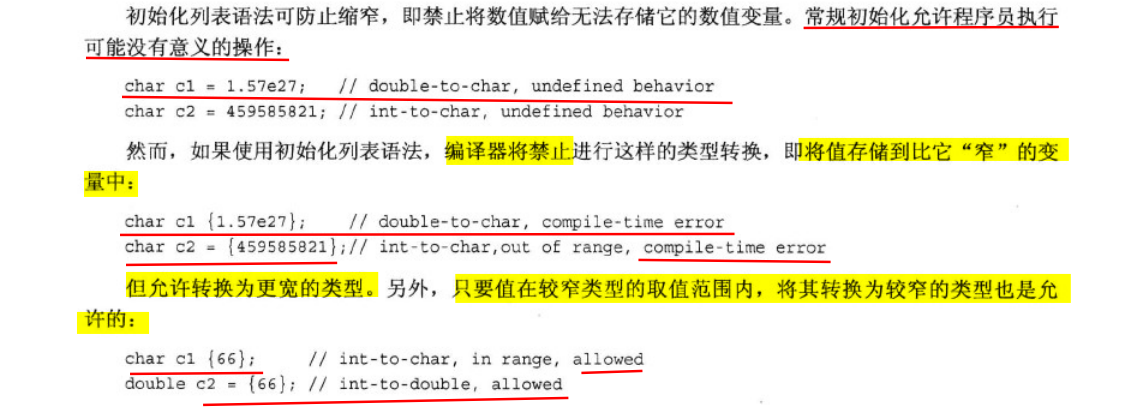 初始化列表语法可防止缩窄，即禁止将数值赋给无法存储它的数值变量。常规初始化允许程序员执行
可能没有意义的操作：
char c1 = 1.57e27;   // double-to-char, undefined behavior
char c2 = 459585821; // int-to-char, undefined behavior
然而，如果使用初始化列表语法，编译器将禁止进行这样的类型转换，即将值存储到比它“窄”的变
量中：
char c1 {1.57e27};    // double-to-char, compile-time error
char c2 = {459585821};// int-to-char,out of range, compile-time error
但允许转换为更宽的类型。另外，只要值在较窄类型的取值范围内，将其转换为较窄的类型也是允
许的：
char c1 {66};     // int-to-char, in range, allowed
double c2 = {66}; // int-to-double, allowed